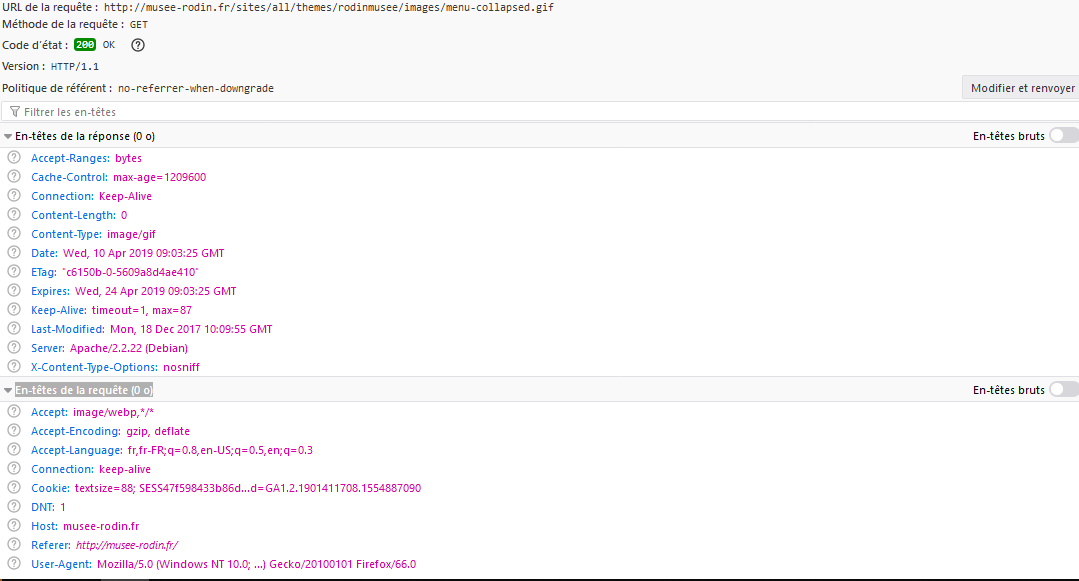 URL de la requête : http://musee-rodin.fr/sites/all/themes/rodinmusee/images/menu-collapsed.gif
Méthode de la requête : GET
Code d'état : 200 OK ?
Version : HTTP/1.1
Politique de référent : no-referrer-when-downgrade Modifier et renvoyer
Filtrer les en-têtes
En-têtes de la réponse (0 o) En-têtes bruts
? Accept-Ranges: bytes
? Cache-Control: max-age=1209600
? Connection: Keep-Alive
? Content-Length: 0
? Content-Type: image/gif
? Date: Wed, 10 Apr 2019 09:03:25 GMT
? ETag: "c6150b-0-5609a8d4ae410"
? Expires: Wed, 24 Apr 2019 09:03:25 GMT
? Keep-Alive: timeout=1, max=87
? Last-Modified: Mon, 18 Dec 2017 10:09:55 GMT
? Server: Apache/2.2.22 (Debian)
? X-Content-Type-Options: nosniff
En-têtes de la requête (0 o) En-têtes bruts
? Accept: image/webp,*/*
? Accept-Encoding: gzip, deflate
? Accept-Language: fr,fr-FR;q=0.8,en-US;q=0.5,en;q=0.3
? Connection: keep-alive
? Cookie: textsize=88; SESS47f598433b86d...d=GA1.2.1901411708.1554887090
? DNT: 1
? Host: musee-rodin.fr
? Referer: http://musee-rodin.fr/
? User-Agent: Mozilla/5.0 (Windows NT 10.0; ...) Gecko/20100101 Firefox/66.0